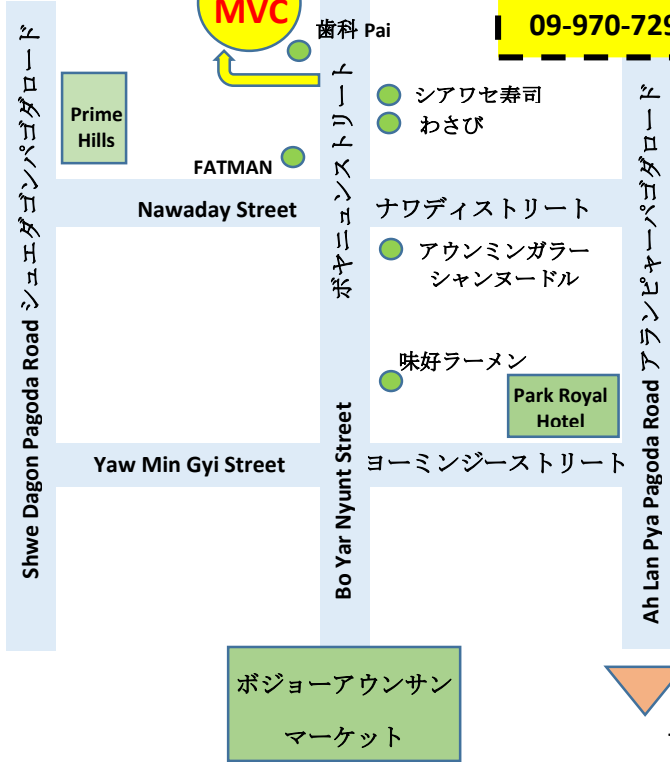 MVC
歯科 Pai
09-970-729
シアワセ寿司
わさび
Prime
Hills
FATMAN
Nawaday Street
ナワディストリート
アウンミンガラー
シャンヌードル
味好ラーメン
Park Royal
Hotel
Yaw Min Gyi Street
ヨーミンジーストリート
Shwe Dagon Pagoda Road シュエダゴンパゴダロード
Bo Yar Nyunt Street
ボヤニュンストリート
Ah Lan Pya Pagoda Road アランピャーパゴダロード
ボジョーアウンサン
マーケット